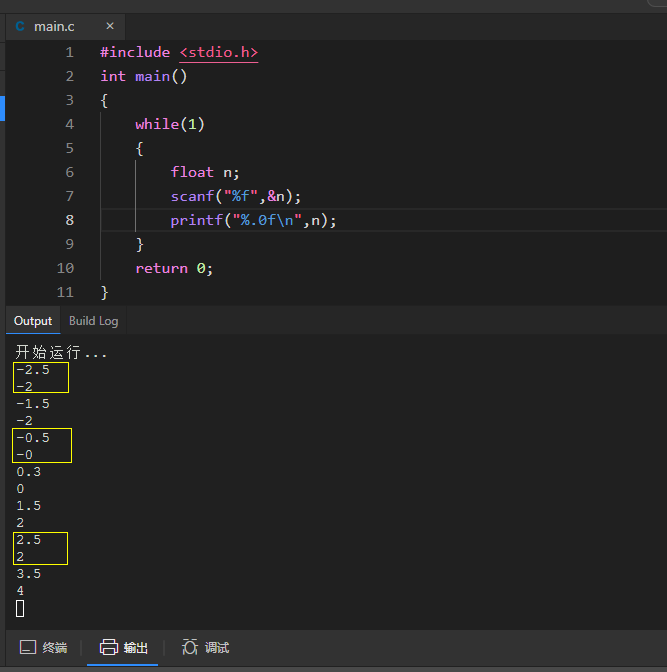 C main.c ×
1 #include <stdio.h>
2 int main()
3 {
4 while(1)
5 {
6 float n;
7 scanf("%f",&n);
8 printf("%.0f\n",n);
9 }
10 return 0;
11 }
Output Build Log
开始运行...
-2.5
-2
-1.5
-2
-0.5
-0
0.3
0
1.5
2
2.5
2
3.5
4
终端 输出 调试